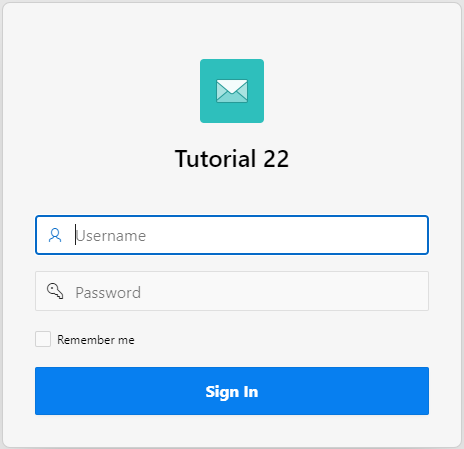 Tutorial 22
Username
Password
Remember me
Sign In